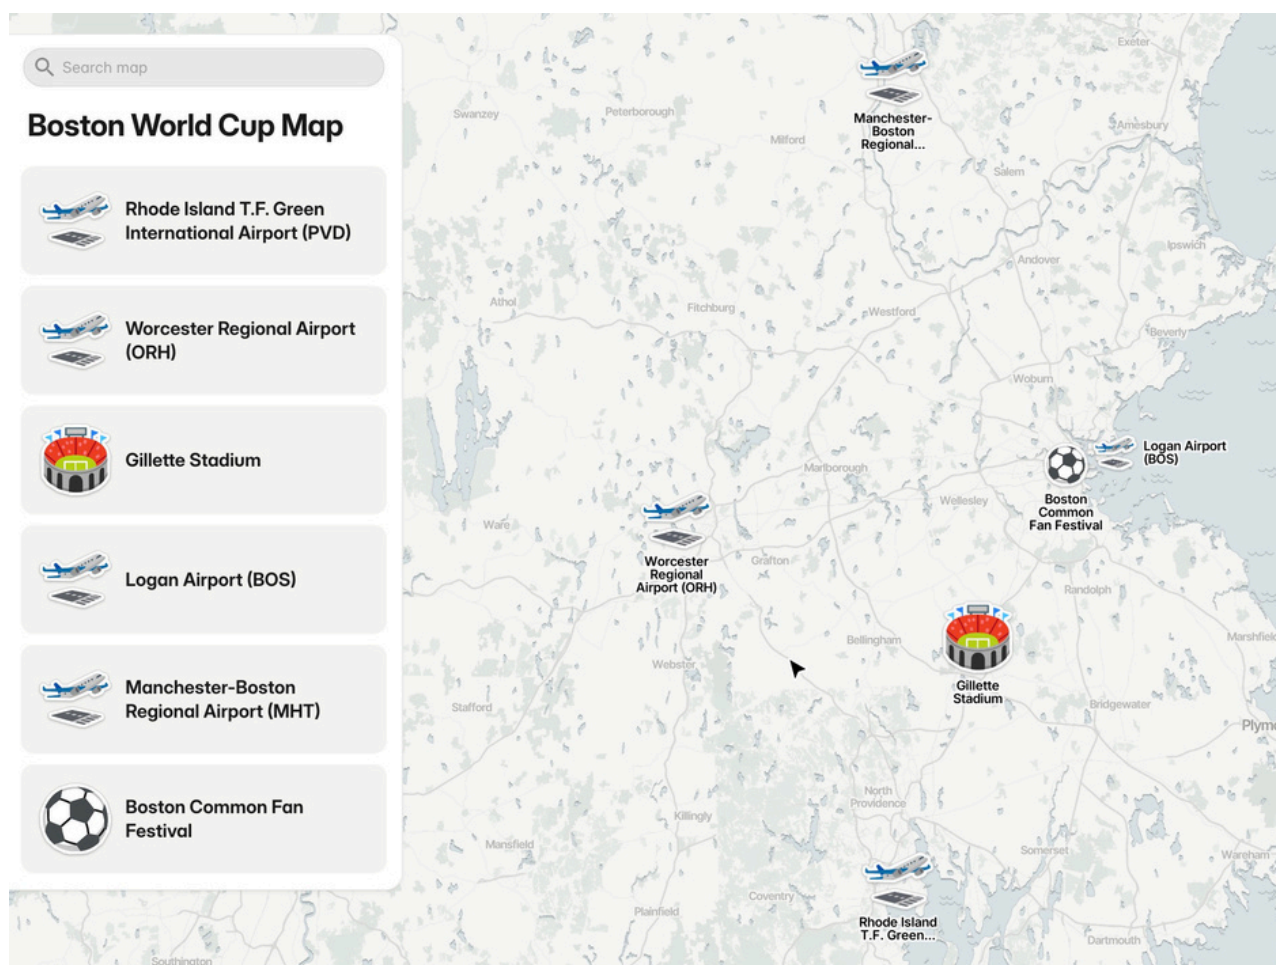 Search map
Boston World Cup Map
Rhode Island T.F. Green
International Airport (PVD)
Worcester Regional Airport
(ORH)
Gillette Stadium
Logan Airport (BOS)
Manchester-Boston
Regional Airport (MHT)
Boston Common Fan
Festival
Exeter
Swanzey
Peterborough
Manchester-
Boston
Regional...
Amesbury
Milford
Salem
Ipswich
Andover
Athol
Fitchburg
Westford
Beverly
Woburn
Logan Airport
(BOS)
Marlborough
Wellesley
Boston
Common
Fan Festival
Ware
Worcester
Regional
Airport (ORH)
Grafton
Randolph
Bellingham
Marshfield
Webster
Gillette
Stadium
Stafford
Bridgewater
Plymo
North
Providence
Killingly
Mansfield
Somerset
Wareham
Coventry
Plainfield
Rhode Island
T.F. Green...
Dartmouth
Southington